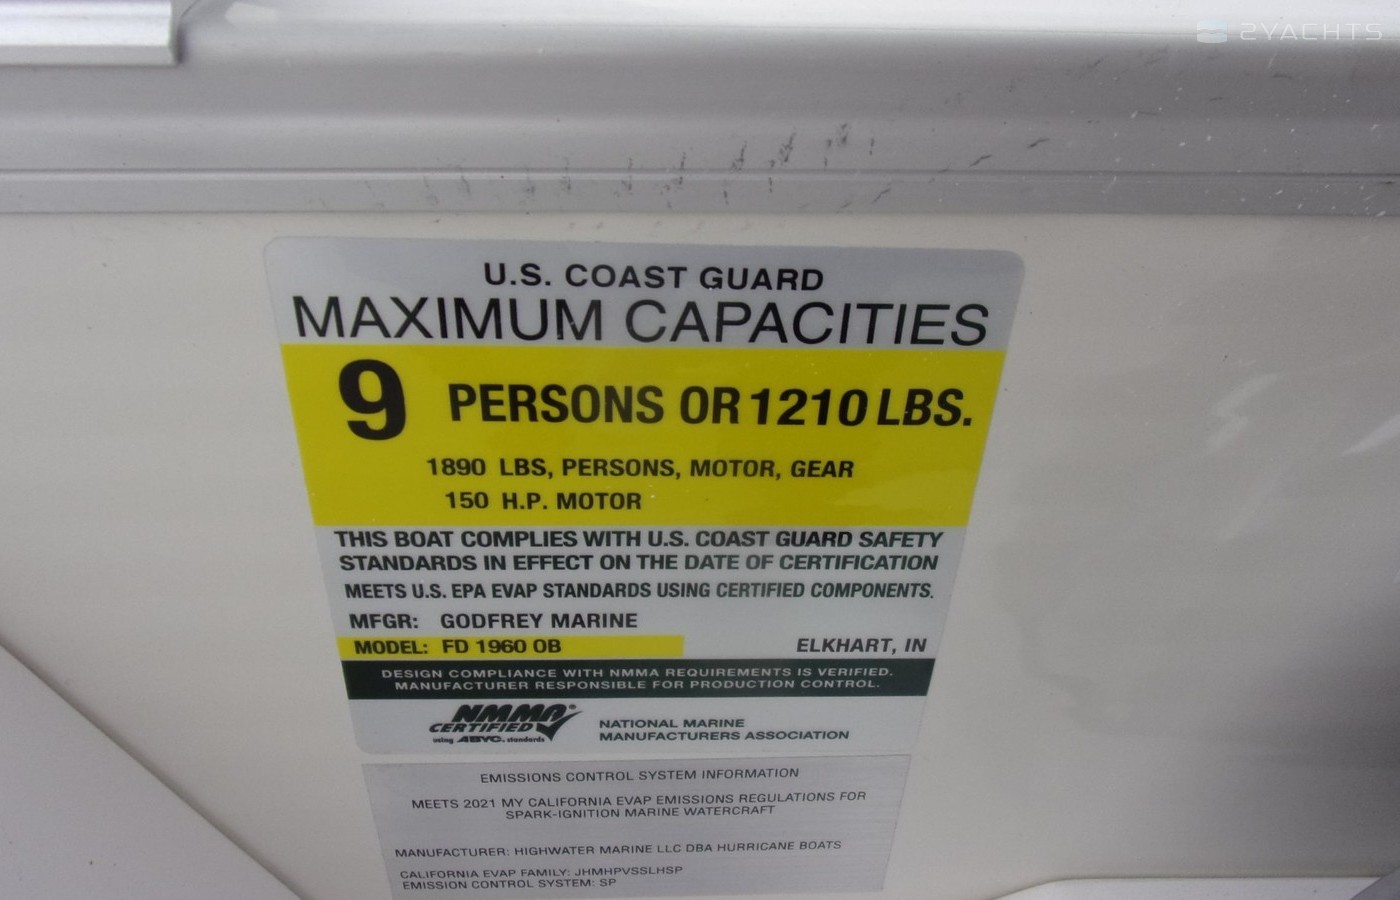 2YACHTS
U.S. COAST GUARD
MAXIMUM CAPACITIES
9 PERSONS OR 1210 LBS.
1890 LBS, PERSONS, MOTOR, GEAR
150 H.P. MOTOR
THIS BOAT COMPLIES WITH U.S. COAST GUARD SAFETY
STANDARDS IN EFFECT ON THE DATE OF CERTIFICATION
MEETS U.S. EPA EVAP STANDARDS USING CERTIFIED COMPONENTS.
MFGR: GODFREY MARINE
MODEL: FD 1960 OB ELKHART, IN
DESIGN COMPLIANCE WITH NMMA REQUIREMENTS IS VERIFIED.
MANUFACTURER RESPONSIBLE FOR PRODUCTION CONTROL.
NMMA®
CERTIFIED
using ABYC. standards
NATIONAL MARINE
MANUFACTURERS ASSOCIATION
EMISSIONS CONTROL SYSTEM INFORMATION
MEETS 2021 MY CALIFORNIA EVAP EMISSIONS REGULATIONS FOR
SPARK-IGNITION MARINE WATERCRAFT
MANUFACTURER: HIGHWATER MARINE LLC DBA HURRICANE BOATS
CALIFORNIA EVAP FAMILY: JHMHPVSSLHSP
EMISSION CONTROL SYSTEM: SP